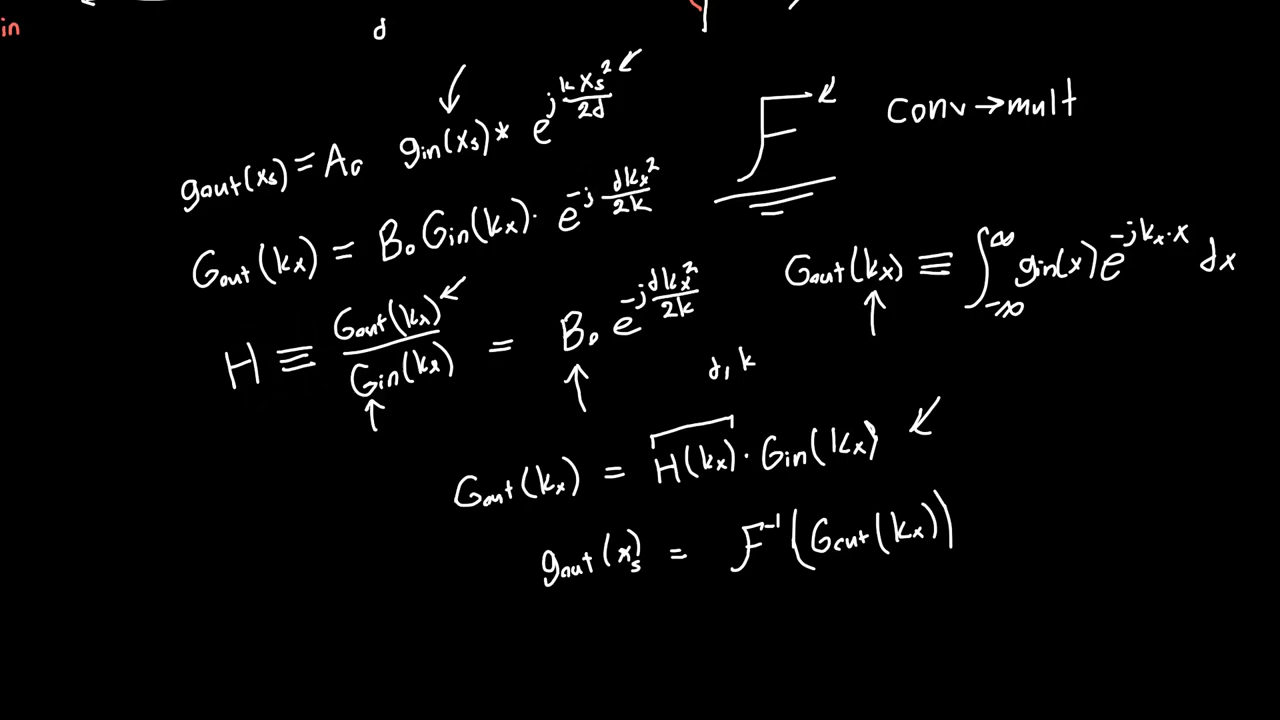 in
d
gout(xs) = A0 gin(xs) * e^(j kxs²/2d)
F conv → mult
Gout(kx) = B0 Gin(kx) · e^(-j dkx²/2k)
Gout(kx) ≡ ∫_{-∞}^{∞} gin(x) e^(-jkx·x) dx
H ≡ Gout(kx)/Gin(kx) = B0 e^(-j dkx²/2k)
d, k
Gout(kx) = H(kx) · Gin(kx)
gout(xs) = F⁻¹(Gout(kx))